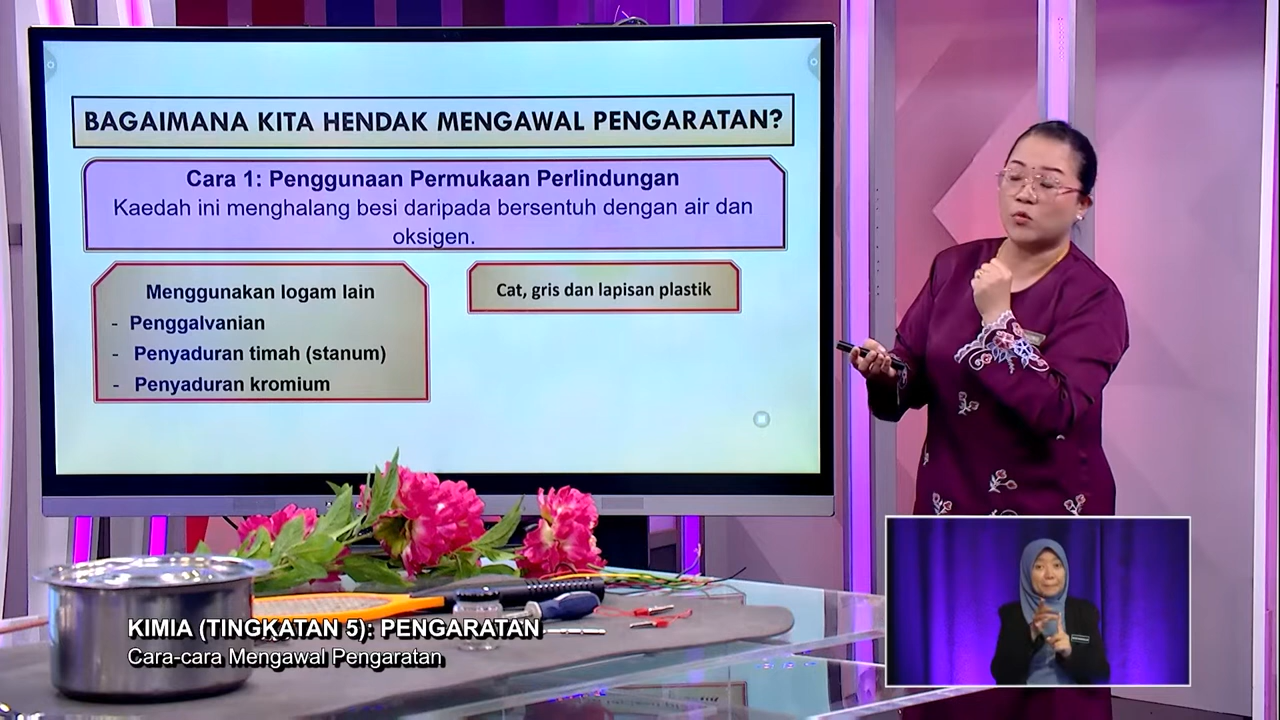 BAGAIMANA KITA HENDAK MENGAWAL PENGARATAN?
Cara 1: Penggunaan Permukaan Perlindungan
Kaedah ini menghalang besi daripada bersentuh dengan air dan
oksigen.
Menggunakan logam lain
- Penggalvanian
- Penyaduran timah (stanum)
- Penyaduran kromium
Cat, gris dan lapisan plastik
KIMIA (TINGKATAN 5): PENGARATAN
Cara-cara Mengawal Pengaratan